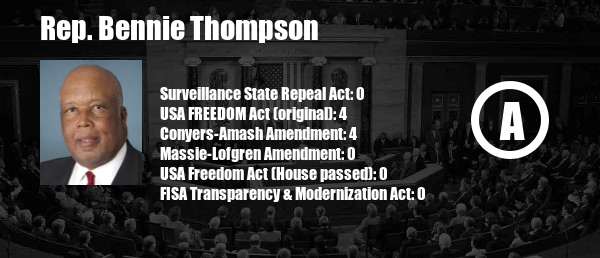 Rep. Bennie Thompson
Surveillance State Repeal Act: 0
USA FREEDOM Act (original): 4
Conyers-Amash Amendment: 4
Massie-Lofgren Amendment: 0
USA Freedom Act (House passed): 0
FISA Transparency & Modernization Act: 0
A